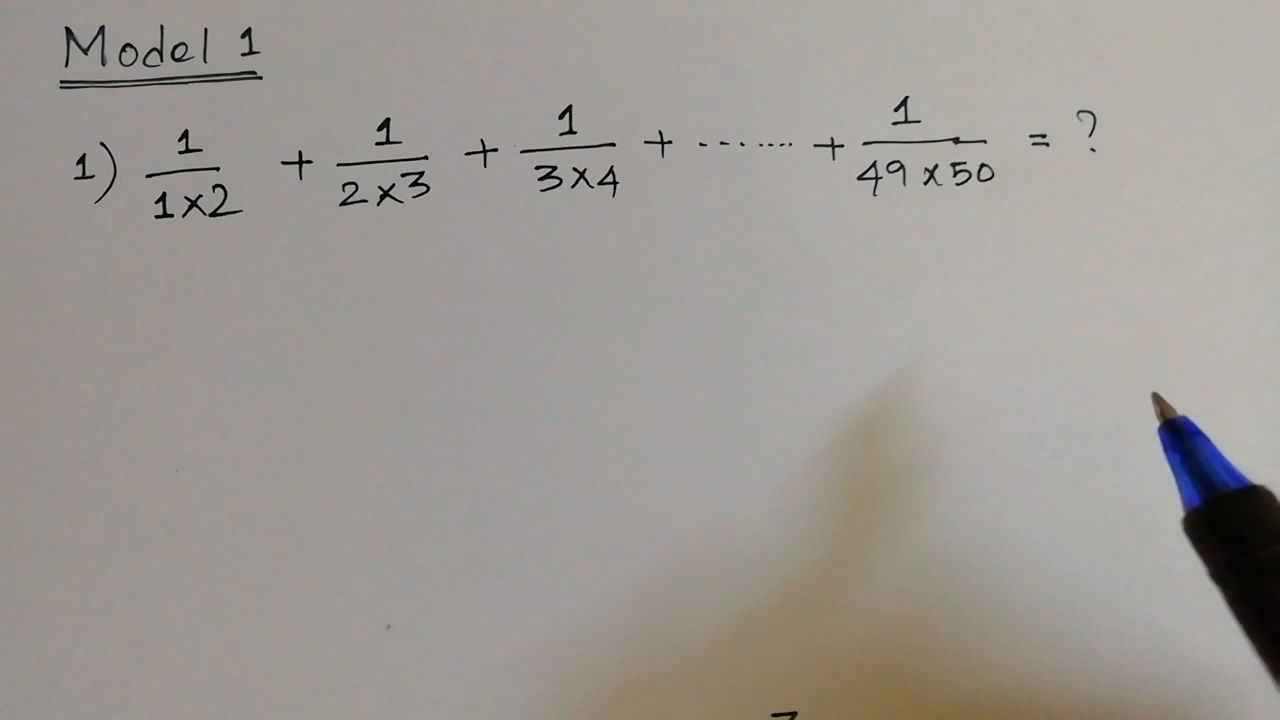 Model 1
1) 1/1×2 + 1/2×3 + 1/3×4 + ....... + 1/49×50 = ?